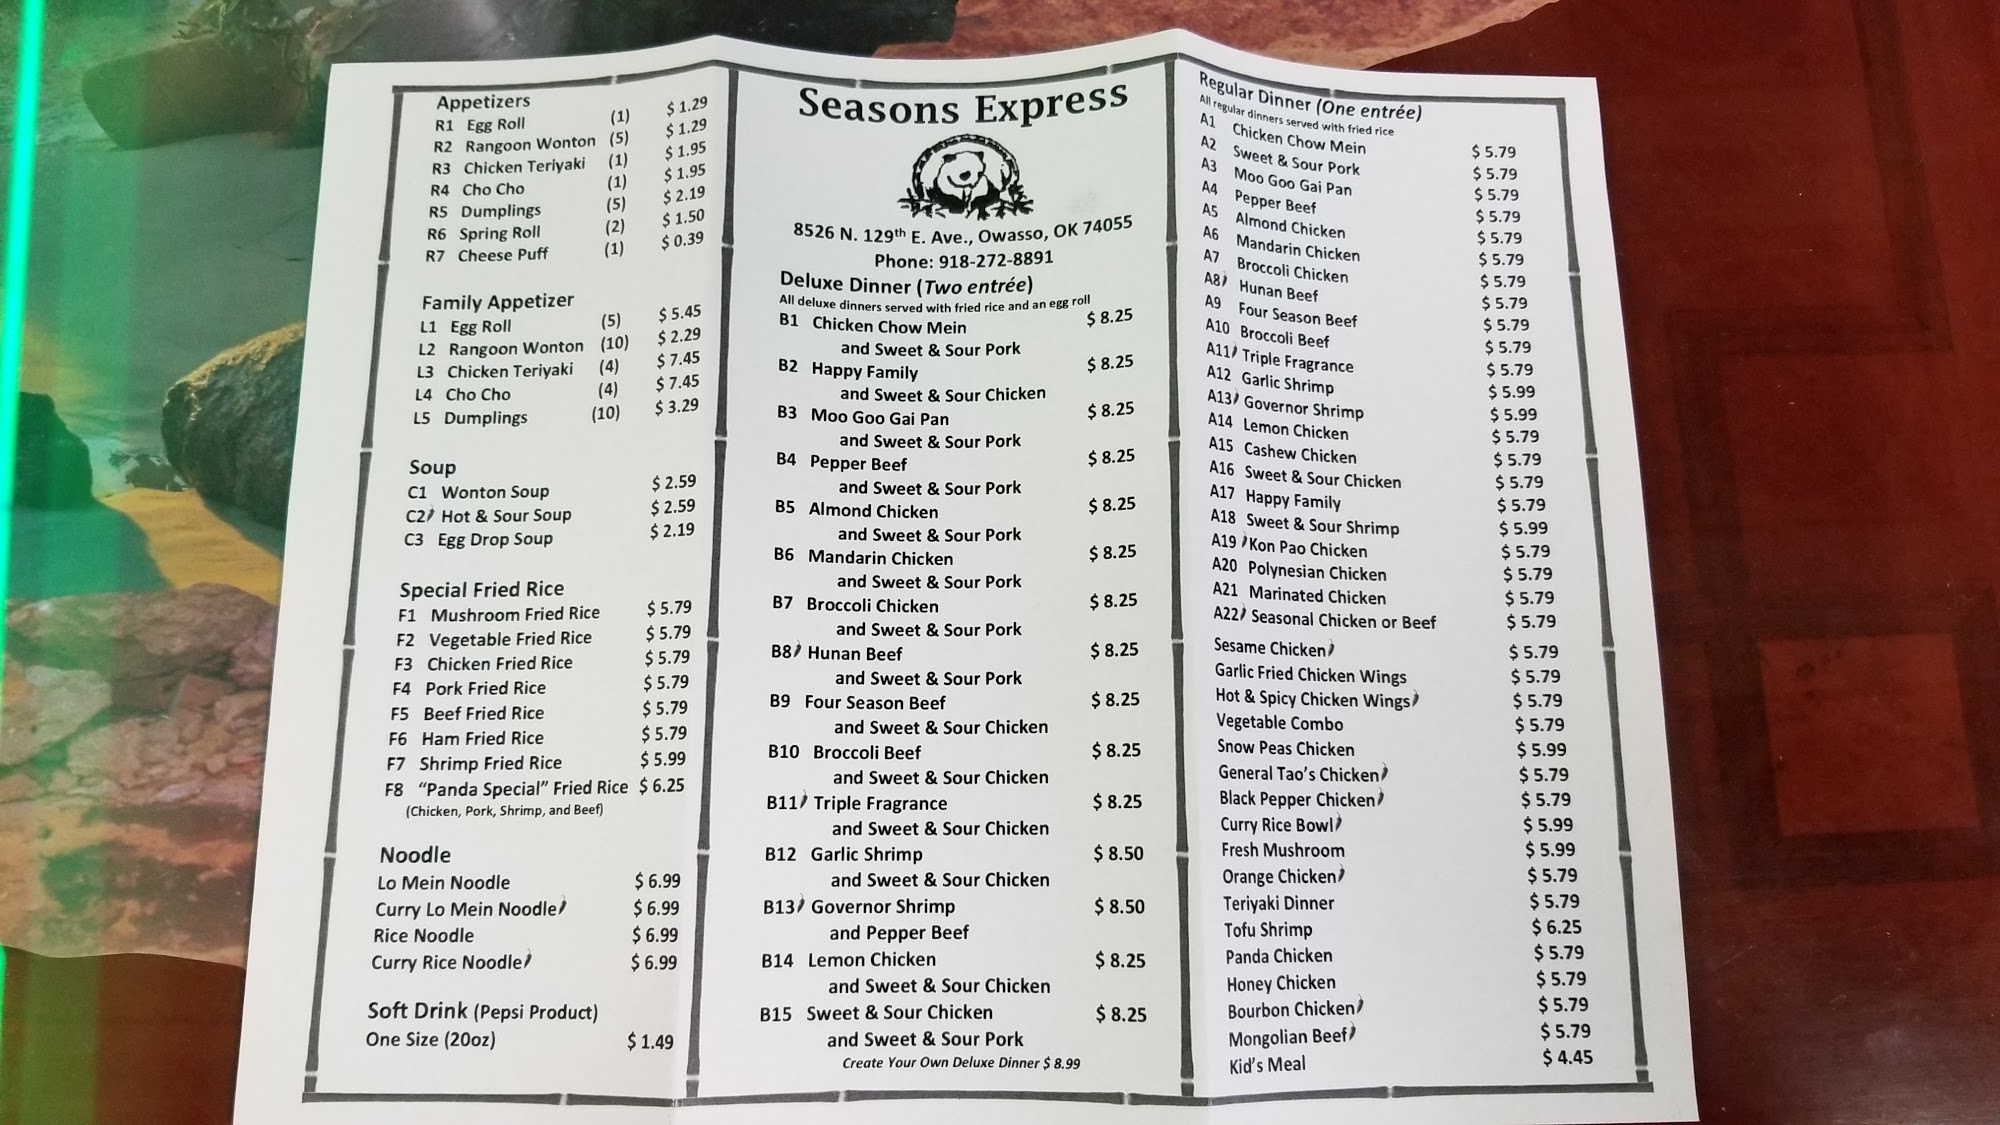 Appetizers
R1 Egg Roll (1) $ 1.29
R2 Rangoon Wonton (5) $ 1.29
R3 Chicken Teriyaki (1) $ 1.95
R4 Cho Cho (1) $ 1.95
R5 Dumplings (5) $ 2.19
R6 Spring Roll (2) $ 1.50
R7 Cheese Puff (1) $ 0.39
Family Appetizer
L1 Egg Roll (5) $ 5.45
L2 Rangoon Wonton (10) $ 2.29
L3 Chicken Teriyaki (4) $ 7.45
L4 Cho Cho (4) $ 7.45
L5 Dumplings (10) $ 3.29
Soup
C1 Wonton Soup $ 2.59
C2 Hot & Sour Soup $ 2.59
C3 Egg Drop Soup $ 2.19
Special Fried Rice
F1 Mushroom Fried Rice $ 5.79
F2 Vegetable Fried Rice $ 5.79
F3 Chicken Fried Rice $ 5.79
F4 Pork Fried Rice $ 5.79
F5 Beef Fried Rice $ 5.79
F6 Ham Fried Rice $ 5.79
F7 Shrimp Fried Rice $ 5.99
F8 “Panda Special” Fried Rice $ 6.25
(Chicken, Pork, Shrimp, and Beef)
Noodle
Lo Mein Noodle $ 6.99
Curry Lo Mein Noodle $ 6.99
Rice Noodle $ 6.99
Curry Rice Noodle $ 6.99
Soft Drink (Pepsi Product)
One Size (20oz) $ 1.49
Seasons Express
8526 N. 129th E. Ave., Owasso, OK 74055
Phone: 918-272-8891
Deluxe Dinner (Two entrée)
All deluxe dinners served with fried rice and an egg roll
B1 Chicken Chow Mein $ 8.25
and Sweet & Sour Pork
B2 Happy Family $ 8.25
and Sweet & Sour Chicken
B3 Moo Goo Gai Pan $ 8.25
and Sweet & Sour Pork
B4 Pepper Beef $ 8.25
and Sweet & Sour Pork
B5 Almond Chicken $ 8.25
and Sweet & Sour Pork
B6 Mandarin Chicken $ 8.25
and Sweet & Sour Pork
B7 Broccoli Chicken $ 8.25
and Sweet & Sour Pork
B8 Hunan Beef $ 8.25
and Sweet & Sour Pork
B9 Four Season Beef $ 8.25
and Sweet & Sour Chicken
B10 Broccoli Beef $ 8.25
and Sweet & Sour Chicken
B11 Triple Fragrance $ 8.25
and Sweet & Sour Chicken
B12 Garlic Shrimp $ 8.50
and Sweet & Sour Chicken
B13 Governor Shrimp $ 8.50
and Pepper Beef
B14 Lemon Chicken $ 8.25
and Sweet & Sour Chicken
B15 Sweet & Sour Chicken $ 8.25
and Sweet & Sour Pork
Create Your Own Deluxe Dinner $ 8.99
Regular Dinner (One entrée)
All regular dinners served with fried rice
A1 Chicken Chow Mein $ 5.79
A2 Sweet & Sour Pork $ 5.79
A3 Moo Goo Gai Pan $ 5.79
A4 Pepper Beef $ 5.79
A5 Almond Chicken $ 5.79
A6 Mandarin Chicken $ 5.79
A7 Broccoli Chicken $ 5.79
A8 Hunan Beef $ 5.79
A9 Four Season Beef $ 5.79
A10 Broccoli Beef $ 5.79
A11 Triple Fragrance $ 5.79
A12 Garlic Shrimp $ 5.99
A13 Governor Shrimp $ 5.99
A14 Lemon Chicken $ 5.79
A15 Cashew Chicken $ 5.79
A16 Sweet & Sour Chicken $ 5.79
A17 Happy Family $ 5.79
A18 Sweet & Sour Shrimp $ 5.99
A19 Kon Pao Chicken $ 5.79
A20 Polynesian Chicken $ 5.79
A21 Marinated Chicken $ 5.79
A22 Seasonal Chicken or Beef $ 5.79
Sesame Chicken $ 5.79
Garlic Fried Chicken Wings $ 5.79
Hot & Spicy Chicken Wings $ 5.79
Vegetable Combo $ 5.79
Snow Peas Chicken $ 5.99
General Tao's Chicken $ 5.79
Black Pepper Chicken $ 5.79
Curry Rice Bowl $ 5.99
Fresh Mushroom $ 5.99
Orange Chicken $ 5.79
Teriyaki Dinner $ 5.79
Tofu Shrimp $ 6.25
Panda Chicken $ 5.79
Honey Chicken $ 5.79
Bourbon Chicken $ 5.79
Mongolian Beef $ 5.79
Kid's Meal $ 4.45